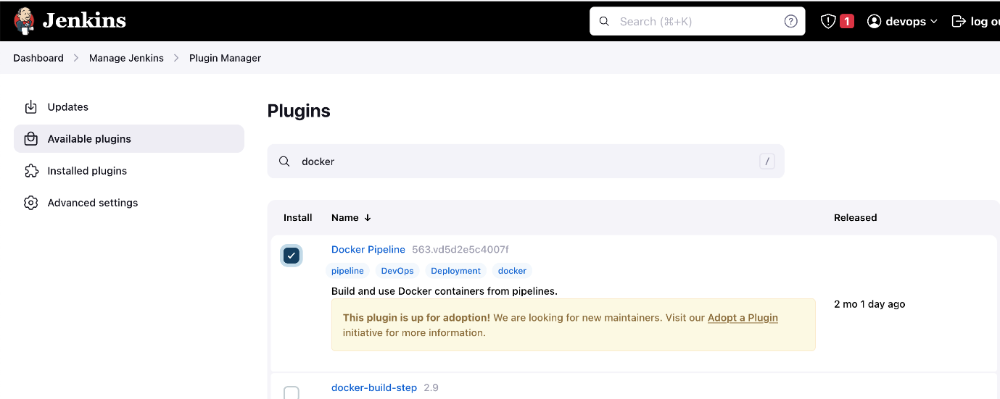 Jenkins
Search (⌘+K)
1
devops
log ou
Dashboard > Manage Jenkins > Plugin Manager
Updates
Available plugins
Installed plugins
Advanced settings
Plugins
docker
/
Install Name ↓ Released
Docker Pipeline 563.vd5d2e5c4007f
pipeline DevOps Deployment docker
Build and use Docker containers from pipelines.
This plugin is up for adoption! We are looking for new maintainers. Visit our Adopt a Plugin
initiative for more information.
2 mo 1 day ago
docker-build-step 2.9